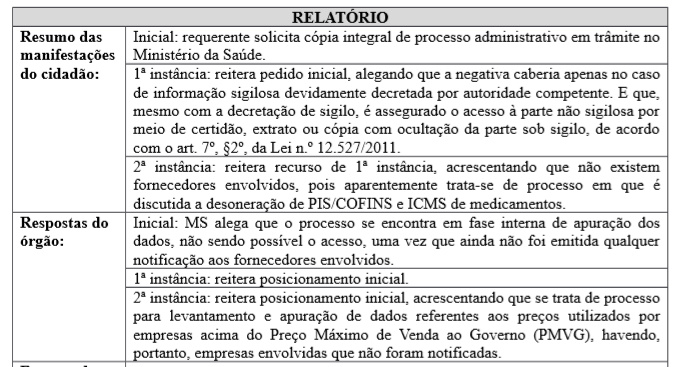 RELATÓRIO
Resumo das manifestações do cidadão:
Inicial: requerente solicita cópia integral de processo administrativo em trâmite no
Ministério da Saúde.
1ª instância: reitera pedido inicial, alegando que a negativa caberia apenas no caso
de informação sigilosa devidamente decretada por autoridade competente. E que,
mesmo com a decretação de sigilo, é assegurado o acesso à parte não sigilosa por
meio de certidão, extrato ou cópia com ocultação da parte sob sigilo, de acordo
com o art. 7º, §2º, da Lei n.º 12.527/2011.
2ª instância: reitera recurso de 1ª instância, acrescentando que não existem
fornecedores envolvidos, pois aparentemente trata-se de processo em que é
discutida a desoneração de PIS/COFINS e ICMS de medicamentos.
Respostas do órgão:
Inicial: MS alega que o processo se encontra em fase interna de apuração dos
dados, não sendo possível o acesso, uma vez que ainda não foi emitida qualquer
notificação aos fornecedores envolvidos.
1ª instância: reitera posicionamento inicial.
2ª instância: reitera posicionamento inicial, acrescentando que se trata de processo
para levantamento e apuração de dados referentes aos preços utilizados por
empresas acima do Preço Máximo de Venda ao Governo (PMVG), havendo,
portanto, empresas envolvidas que não foram notificadas.